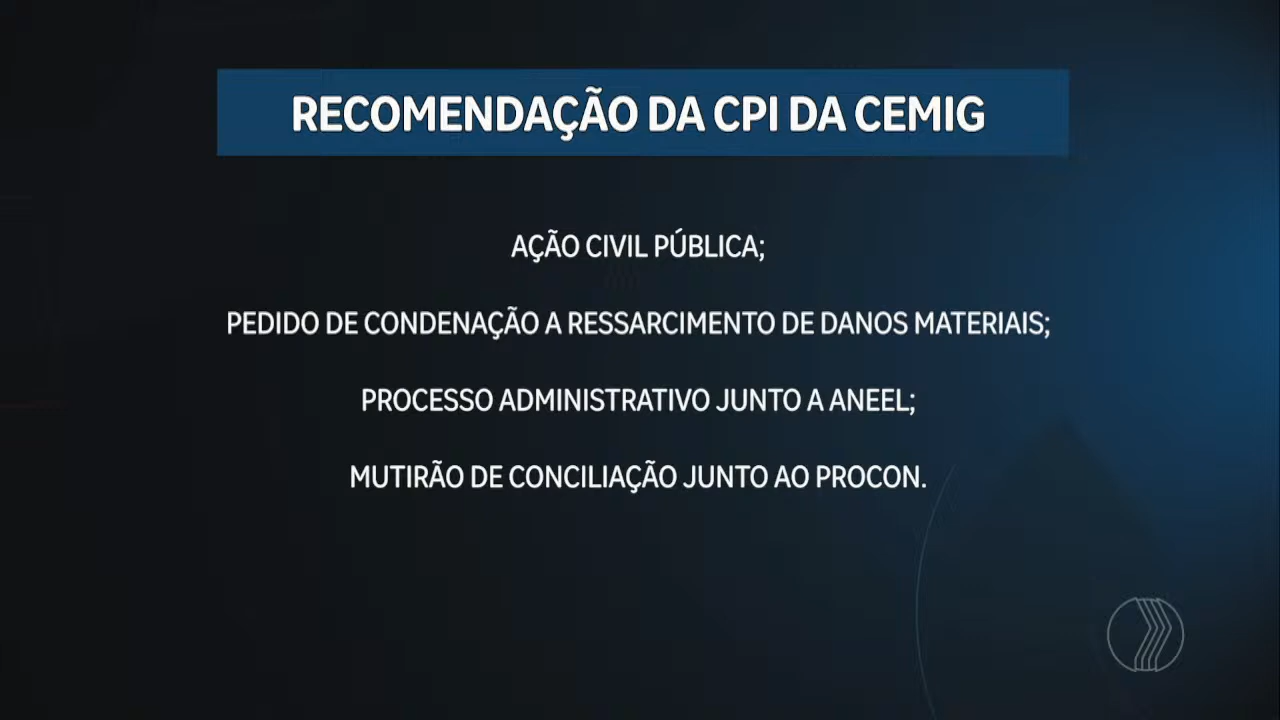 RECOMENDAÇÃO DA CPI DA CEMIG
AÇÃO CIVIL PÚBLICA;
PEDIDO DE CONDENAÇÃO A RESSARCIMENTO DE DANOS MATERIAIS;
PROCESSO ADMINISTRATIVO JUNTO A ANEEL;
MUTIRÃO DE CONCILIAÇÃO JUNTO AO PROCON.